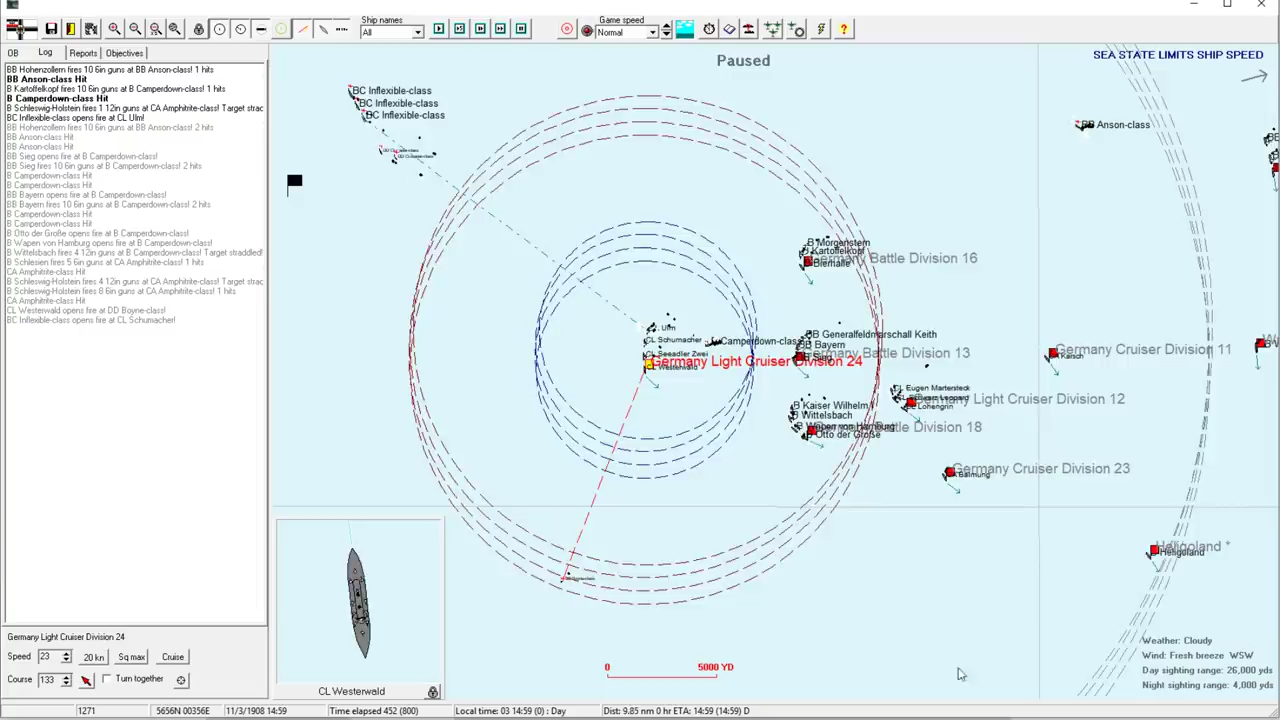 Ship names
All
Game speed
Normal
OB
Log
Reports
Objectives
BB Hohenzollern fires 10 6in guns at BB Anson-class! 1 hits
BB Anson-class Hit
B Kartoffelkopf fires 10 6in guns at B Camperdown-class! 1 hits
B Camperdown-class Hit
B Schleswig-Holstein fires 1 12in guns at CA Amphitrite-class! Target strac
BC Inflexible-class opens fire at CL Ulm!
BB Hohenzollern fires 10 6in guns at BB Anson-class! 2 hits
BB Anson-class Hit
BB Anson-class Hit
BB Sieg opens fire at B Camperdown-class!
BB Sieg fires 10 6in guns at B Camperdown-class! 2 hits
B Camperdown-class Hit
B Camperdown-class Hit
BB Bayern opens fire at B Camperdown-class!
BB Bayern fires 10 6in guns at B Camperdown-class! 2 hits
B Camperdown-class Hit
B Camperdown-class Hit
B Otto der Große opens fire at B Camperdown-class!
B Wapen von Hamburg opens fire at B Camperdown-class!
B Wittelsbach fires 4 12in guns at B Camperdown-class! Target straddled!
B Schlesien fires 5 6in guns at CA Amphitrite-class! 1 hits
CA Amphitrite-class Hit
B Schleswig-Holstein fires 4 12in guns at CA Amphitrite-class! Target strac
B Schleswig-Holstein fires 8 6in guns at CA Amphitrite-class! 1 hits
CA Amphitrite-class Hit
CL Westerwald opens fire at DD Boyne-class!
BC Inflexible-class opens fire at CL Schumacher!
Germany Light Cruiser Division 24
Speed
23
20 kn
Sq max
Cruise
Course
133
Turn together
Paused
SEA STATE LIMITS SHIP SPEED
BC Inflexible-class
BC Inflexible-class
BC Inflexible-class
BB Anson-class
B Morgenstern
B Kartoffelkopf
B Biernalle
Germany Battle Division 16
CL Ulm
CL Schumacher
B Camperdown-class
CL Seeadler Zwei
CL Westerwald
Germany Light Cruiser Division 24
BB Generalfeldmarschall Keith
BB Bayern
Germany Battle Division 13
Germany Cruiser Division 11
CL Eugen Martersteck
CL Lohengrin
Germany Light Cruiser Division 12
B Kaiser Wilhelm
B Wittelsbach
B Wapen von Hamburg
B Otto der Große
Battle Division 18
Germany Cruiser Division 23
Balmung
Heligoland *
Heligoland
CL Westerwald
0 5000 YD
Weather: Cloudy
Wind: Fresh breeze WSW
Day sighting range: 26,000 yds
Night sighting range: 4,000 yds
1271
5656N 00356E
11/3/1908 14:59
Time elapsed 452 (800)
Local time: 03 14:59 (0) : Day
Dist: 9.85 nm 0 hr ETA: 14:59 (14:59) D